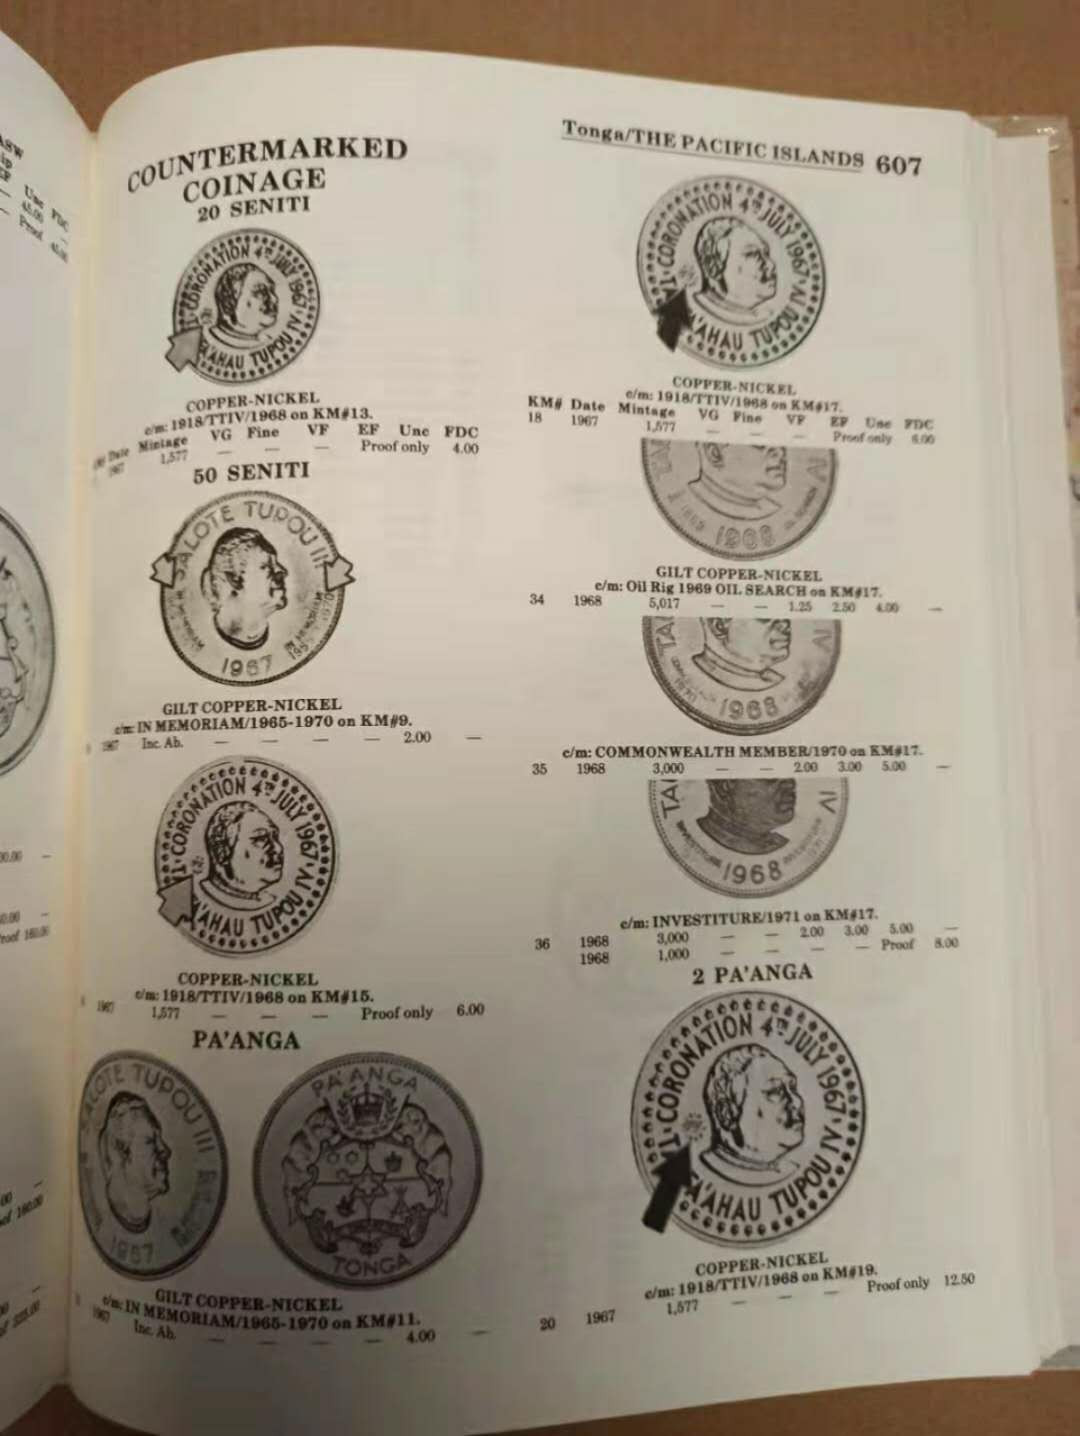 COUNTERMARKED
COINAGE
20 SENITI
CORONATION 4TH JULY 1967
AHAU TUPOU IV
COPPER-NICKEL
c/m: 1918/TTIV/1968 on KM#13.
Date Mintage VG Fine VF EF Unc FDC
1967 1,577 — — — Proof only 4.00
50 SENITI
SALOTE TUPOU III
1967
GILT COPPER-NICKEL
c/m: IN MEMORIAM/1965-1970 on KM#9.
1967 Inc. Ab. — — — — 2.00 —
CORONATION 4TH JULY 1967
A'AHAU TUPOU IV
COPPER-NICKEL
c/m: 1918/TTIV/1968 on KM#15.
1967 1,577 — — — Proof only 6.00
PA'ANGA
SALOTE TUPOU III
1967
PA'ANGA
TONGA
GILT COPPER-NICKEL
c/m: IN MEMORIAM/1965-1970 on KM#11.
1967 Inc. Ab. — — — — 4.00 —
Tonga/THE PACIFIC ISLANDS 607
CORONATION 4TH JULY 1967
A'AHAU TUPOU IV
COPPER-NICKEL
c/m: 1918/TTIV/1968 on KM#17.
KM# Date Mintage VG Fine VF EF Unc FDC
18 1967 1,577 — — — Proof only 6.00
1968
GILT COPPER-NICKEL
c/m: Oil Rig 1969 OIL SEARCH on KM#17.
34 1968 5,017 — — 1.25 2.50 4.00 —
1968
c/m: COMMONWEALTH MEMBER/1970 on KM#17.
35 1968 3,000 — — 2.00 3.00 5.00 —
1968
c/m: INVESTITURE/1971 on KM#17.
36 1968 3,000 — — 2.00 3.00 5.00 —
1968 1,000 — — — — Proof 8.00
2 PA'ANGA
CORONATION 4TH JULY 1967
TA'AHAU TUPOU IV
COPPER-NICKEL
c/m: 1918/TTIV/1968 on KM#19.
20 1967 1,577 — — — Proof only 12.50